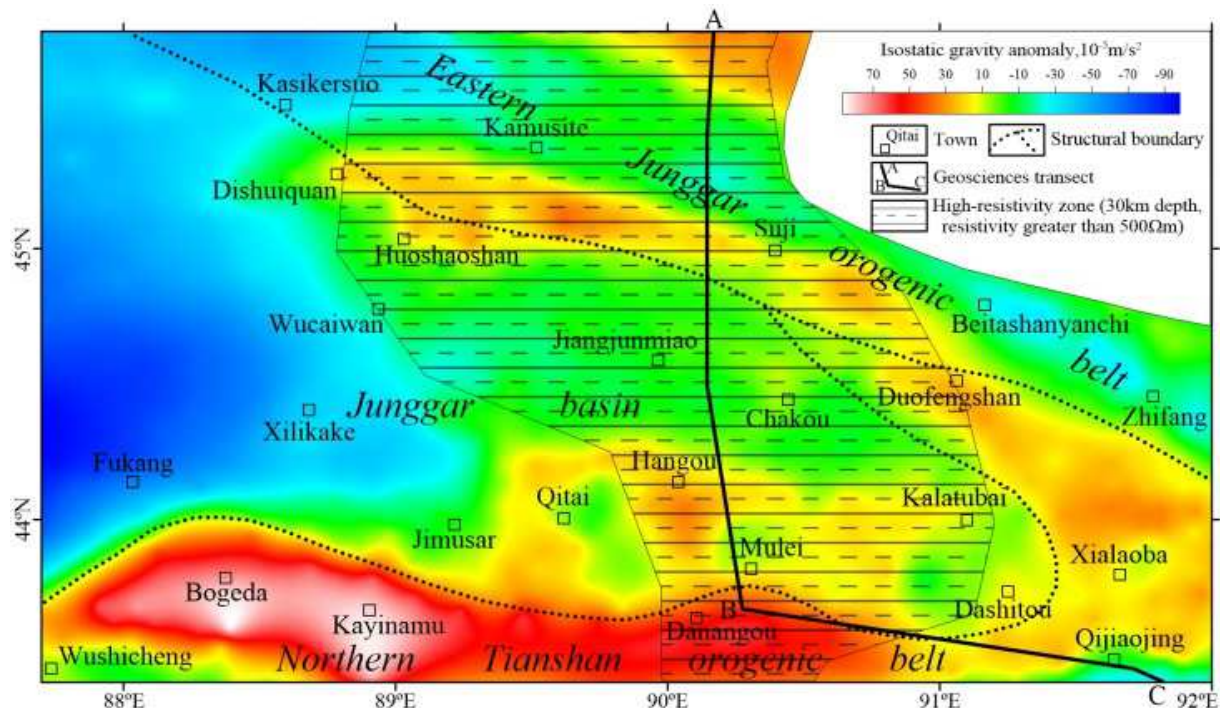 A
Isostatic gravity anomaly,10⁻⁵m/s²
70 50 30 10 -10 -30 -50 -70 -90
Qitai Town Structural boundary
A B C Geosciences transect
High-resistivity zone (30km depth,
resistivity greater than 500Ωm)
Eastern
Kasikersuo
Kamusite
Dishuiquan
Junggar
Suji
45°N
Huoshaoshan
orogenic
Wucaiwan
Beitashanyanchi
Jiangjunmiao
belt
Duofengshan
Junggar basin
Chakou
Zhifang
Xilikake
Fukang
Hangou
Qitai
Kalatubai
44°N
Jimusar
Mulei
Xialaoba
Bogeda
Dashitou
Kayinamu
B
Danangou
Wushicheng
Northern Tianshan orogenic belt
Qijiaojing
C
88°E 89°E 90°E 91°E 92°E